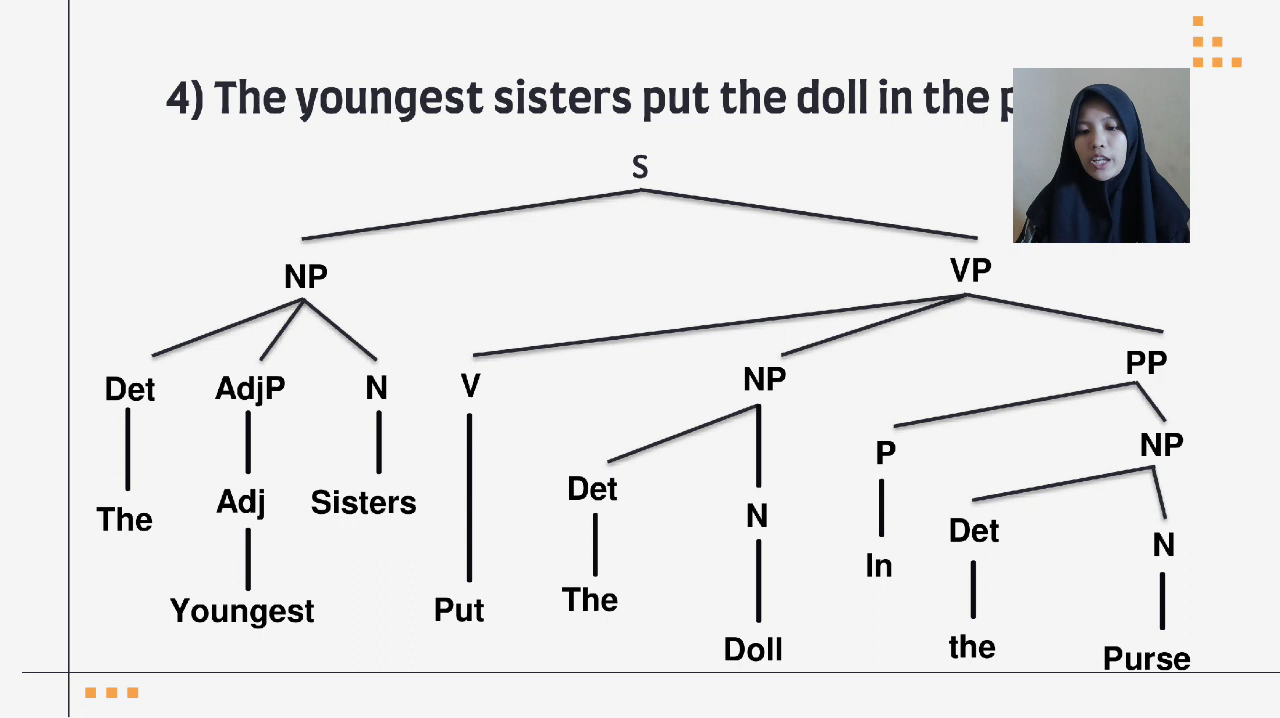 4) The youngest sisters put the doll in the
S
NP VP
Det AdjP N V NP PP
The Adj Sisters Put Det N P NP
Youngest The Doll In Det N
the Purse